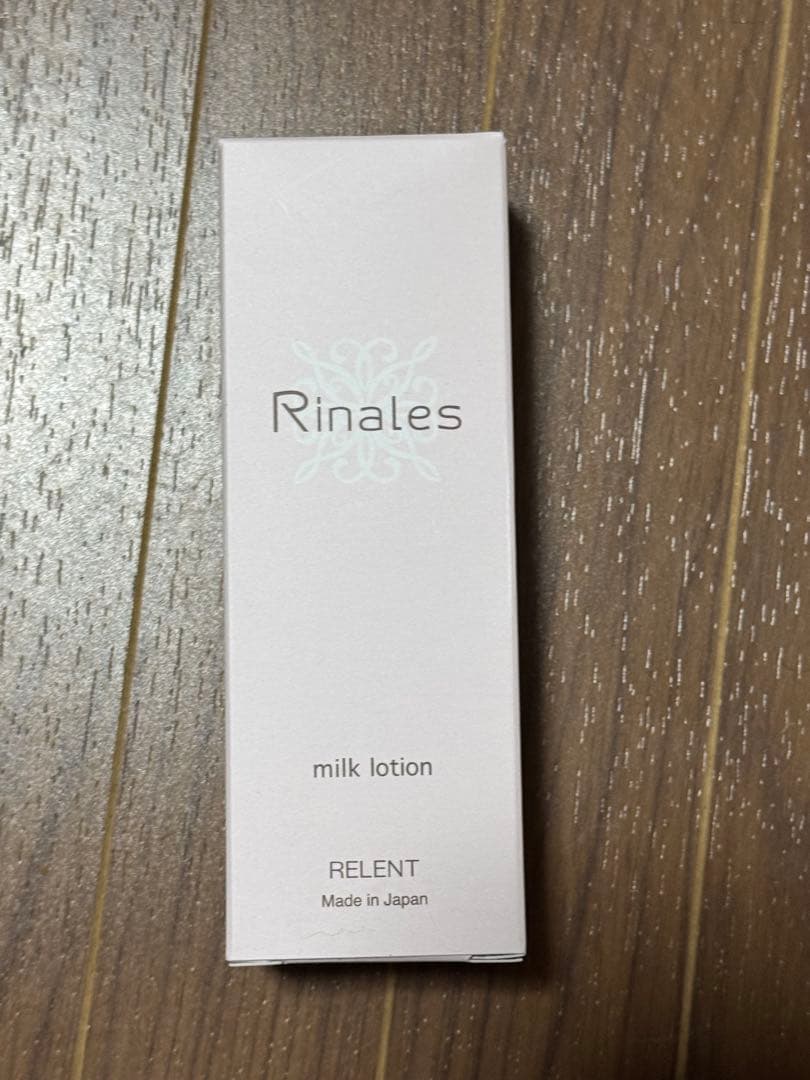 Rinales
milk lotion
RELENT
Made in Japan